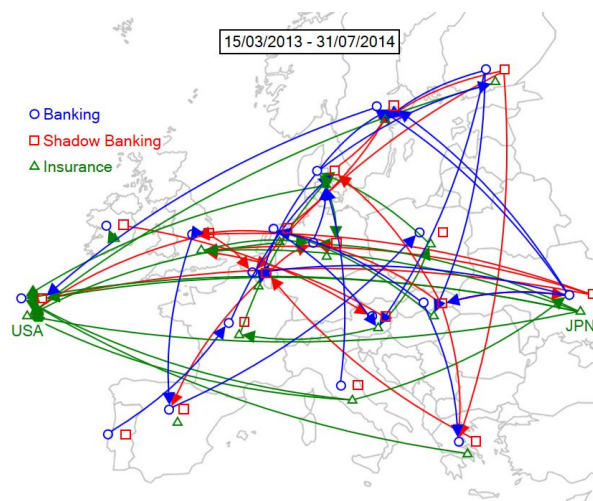 15/03/2013 - 31/07/2014
Banking
Shadow Banking
Insurance
USA
JPN